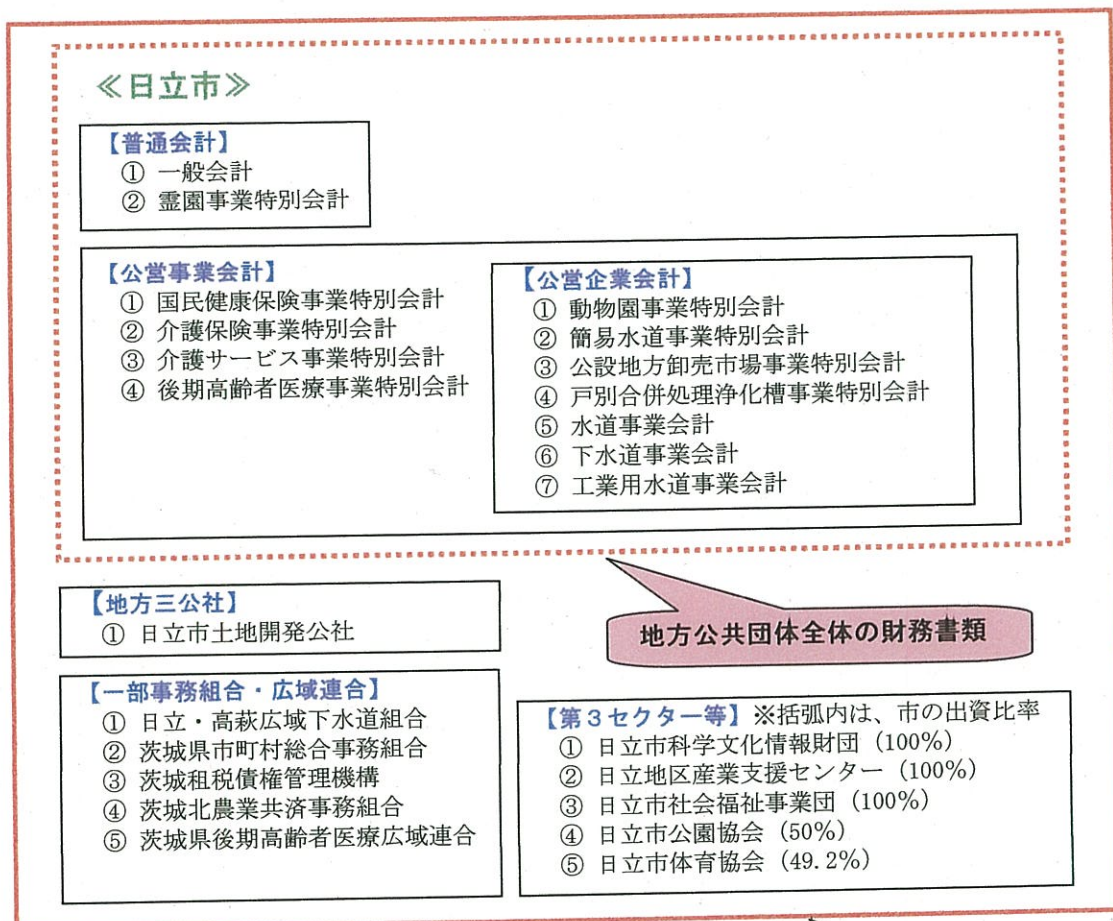 ≪日立市≫
【普通会計】
① 一般会計
② 霊園事業特別会計
【公営事業会計】
① 国民健康保険事業特別会計
② 介護保険事業特別会計
③ 介護サービス事業特別会計
④ 後期高齢者医療事業特別会計
【公営企業会計】
① 動物園事業特別会計
② 簡易水道事業特別会計
③ 公設地方卸売市場事業特別会計
④ 戸別合併処理浄化槽事業特別会計
⑤ 水道事業会計
⑥ 下水道事業会計
⑦ 工業用水道事業会計
地方公共団体全体の財務書類
【地方三公社】
① 日立市土地開発公社
【一部事務組合・広域連合】
① 日立・高萩広域下水道組合
② 茨城県市町村総合事務組合
③ 茨城租税債権管理機構
④ 茨城北農業共済事務組合
⑤ 茨城県後期高齢者医療広域連合
【第3セクター等】※括弧内は、市の出資比率
① 日立市科学文化情報財団（100%）
② 日立地区産業支援センター（100%）
③ 日立市社会福祉事業団（100%）
④ 日立市公園協会（50%）
⑤ 日立市体育協会（49.2%）